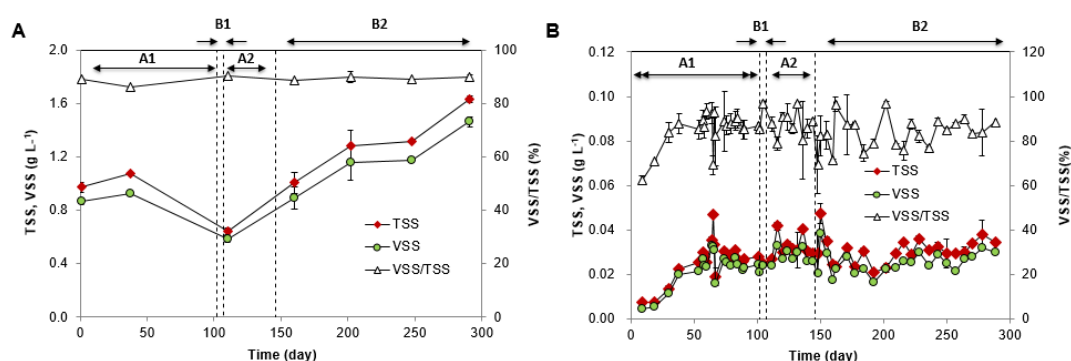 A
B1
B2
A1
A2
2.0
1.6
1.2
0.8
0.4
0.0
100
80
60
40
20
0
TSS, VSS (g L⁻¹)
VSS/TSS (%)
TSS
VSS
VSS/TSS
0 50 100 150 200 250 300
Time (day)
B
B1
B2
A1
A2
0.12
0.10
0.08
0.06
0.04
0.02
0.00
120
100
80
60
40
20
0
TSS, VSS (g L⁻¹)
VSS/TSS(%)
TSS
VSS
VSS/TSS
0 50 100 150 200 250 300
Time (day)